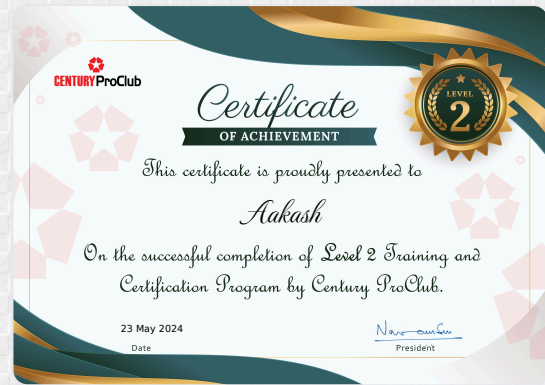 CENTURY ProClub
Certificate
OF ACHIEVEMENT
LEVEL
2
This certificate is proudly presented to
Aakash
On the successful completion of Level 2 Training and
Certification Program by Century ProClub.
23 May 2024
Date
President